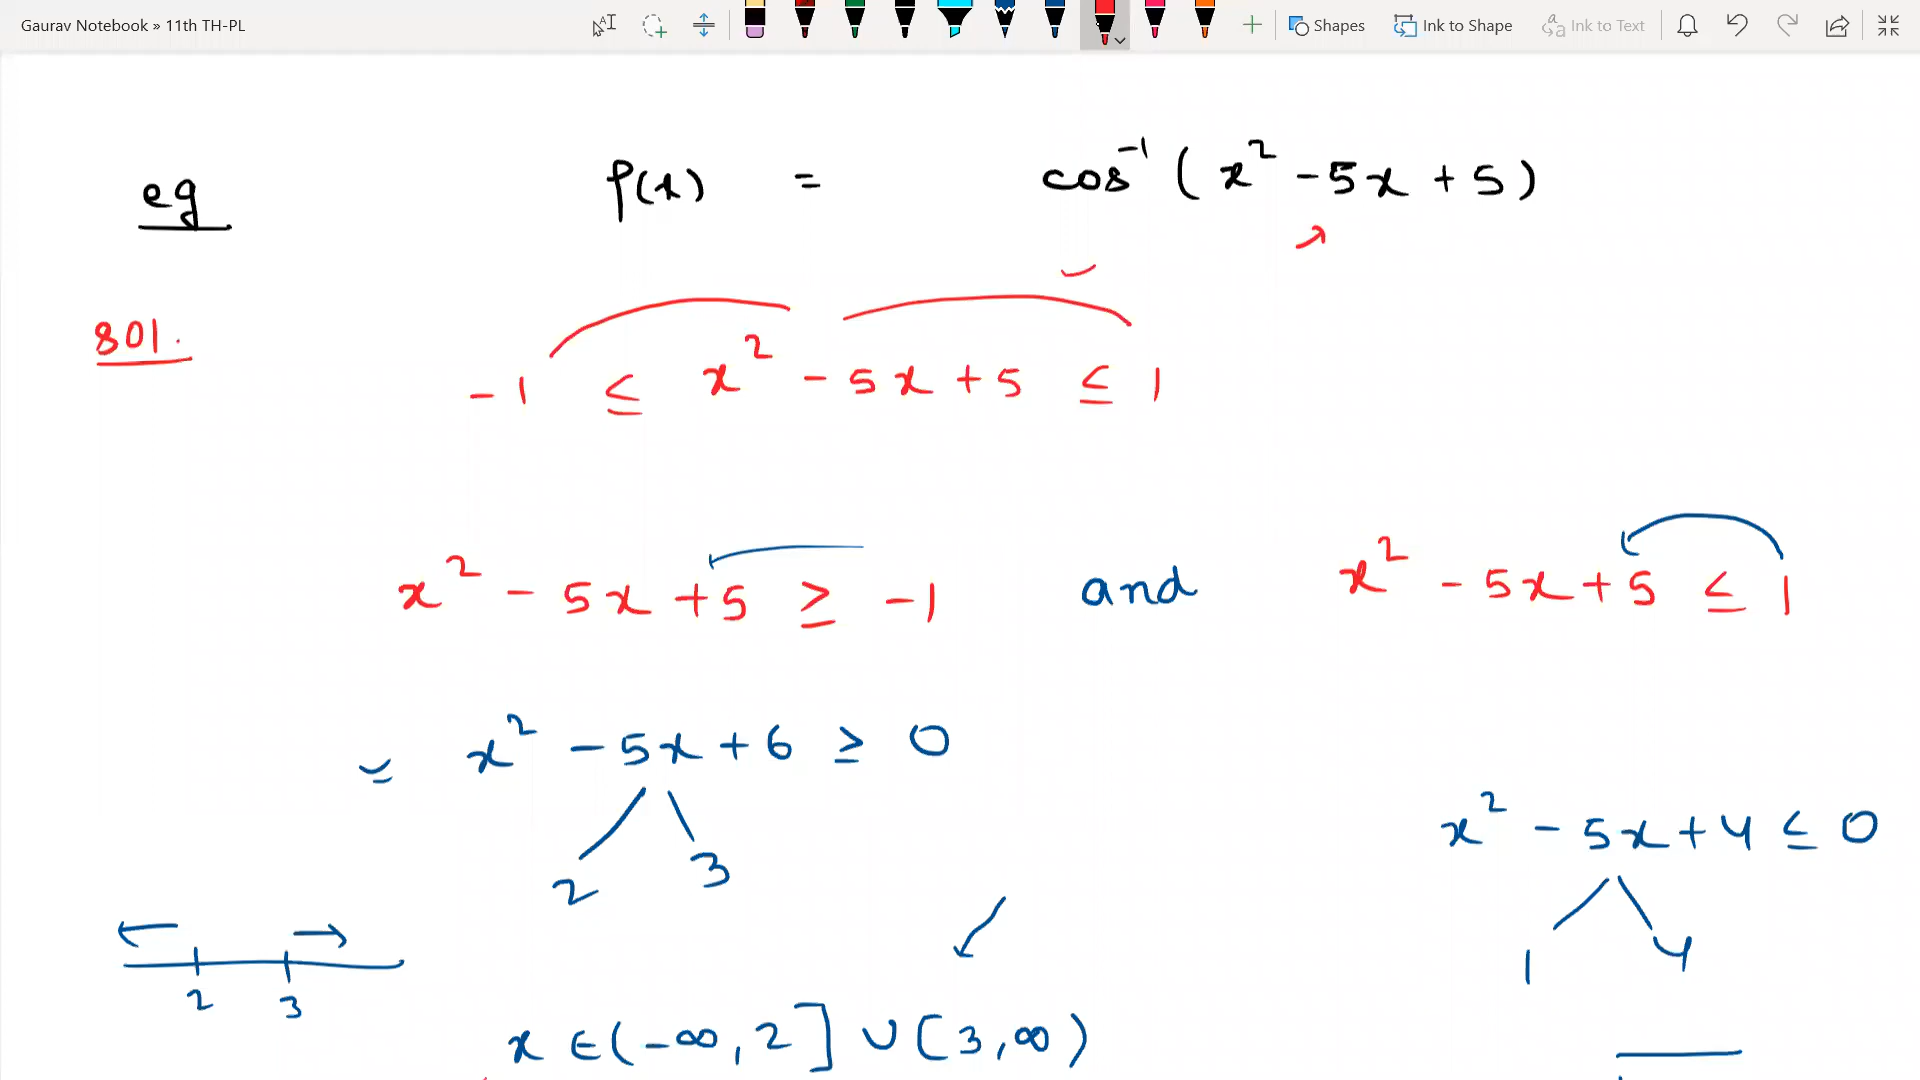 Gaurav Notebook » 11th TH-PL
Shapes
Ink to Shape
Ink to Text
eg f(x) = cos⁻¹ (x² - 5x + 5)
sol.
-1 ≤ x² - 5x + 5 ≤ 1
x² - 5x + 5 ≥ -1 and x² - 5x + 5 ≤ 1
= x² - 5x + 6 ≥ 0
2 3
x² - 5x + 4 ≤ 0
1 4
2 3
x ∈ (-∞, 2] ∪ [3, ∞)